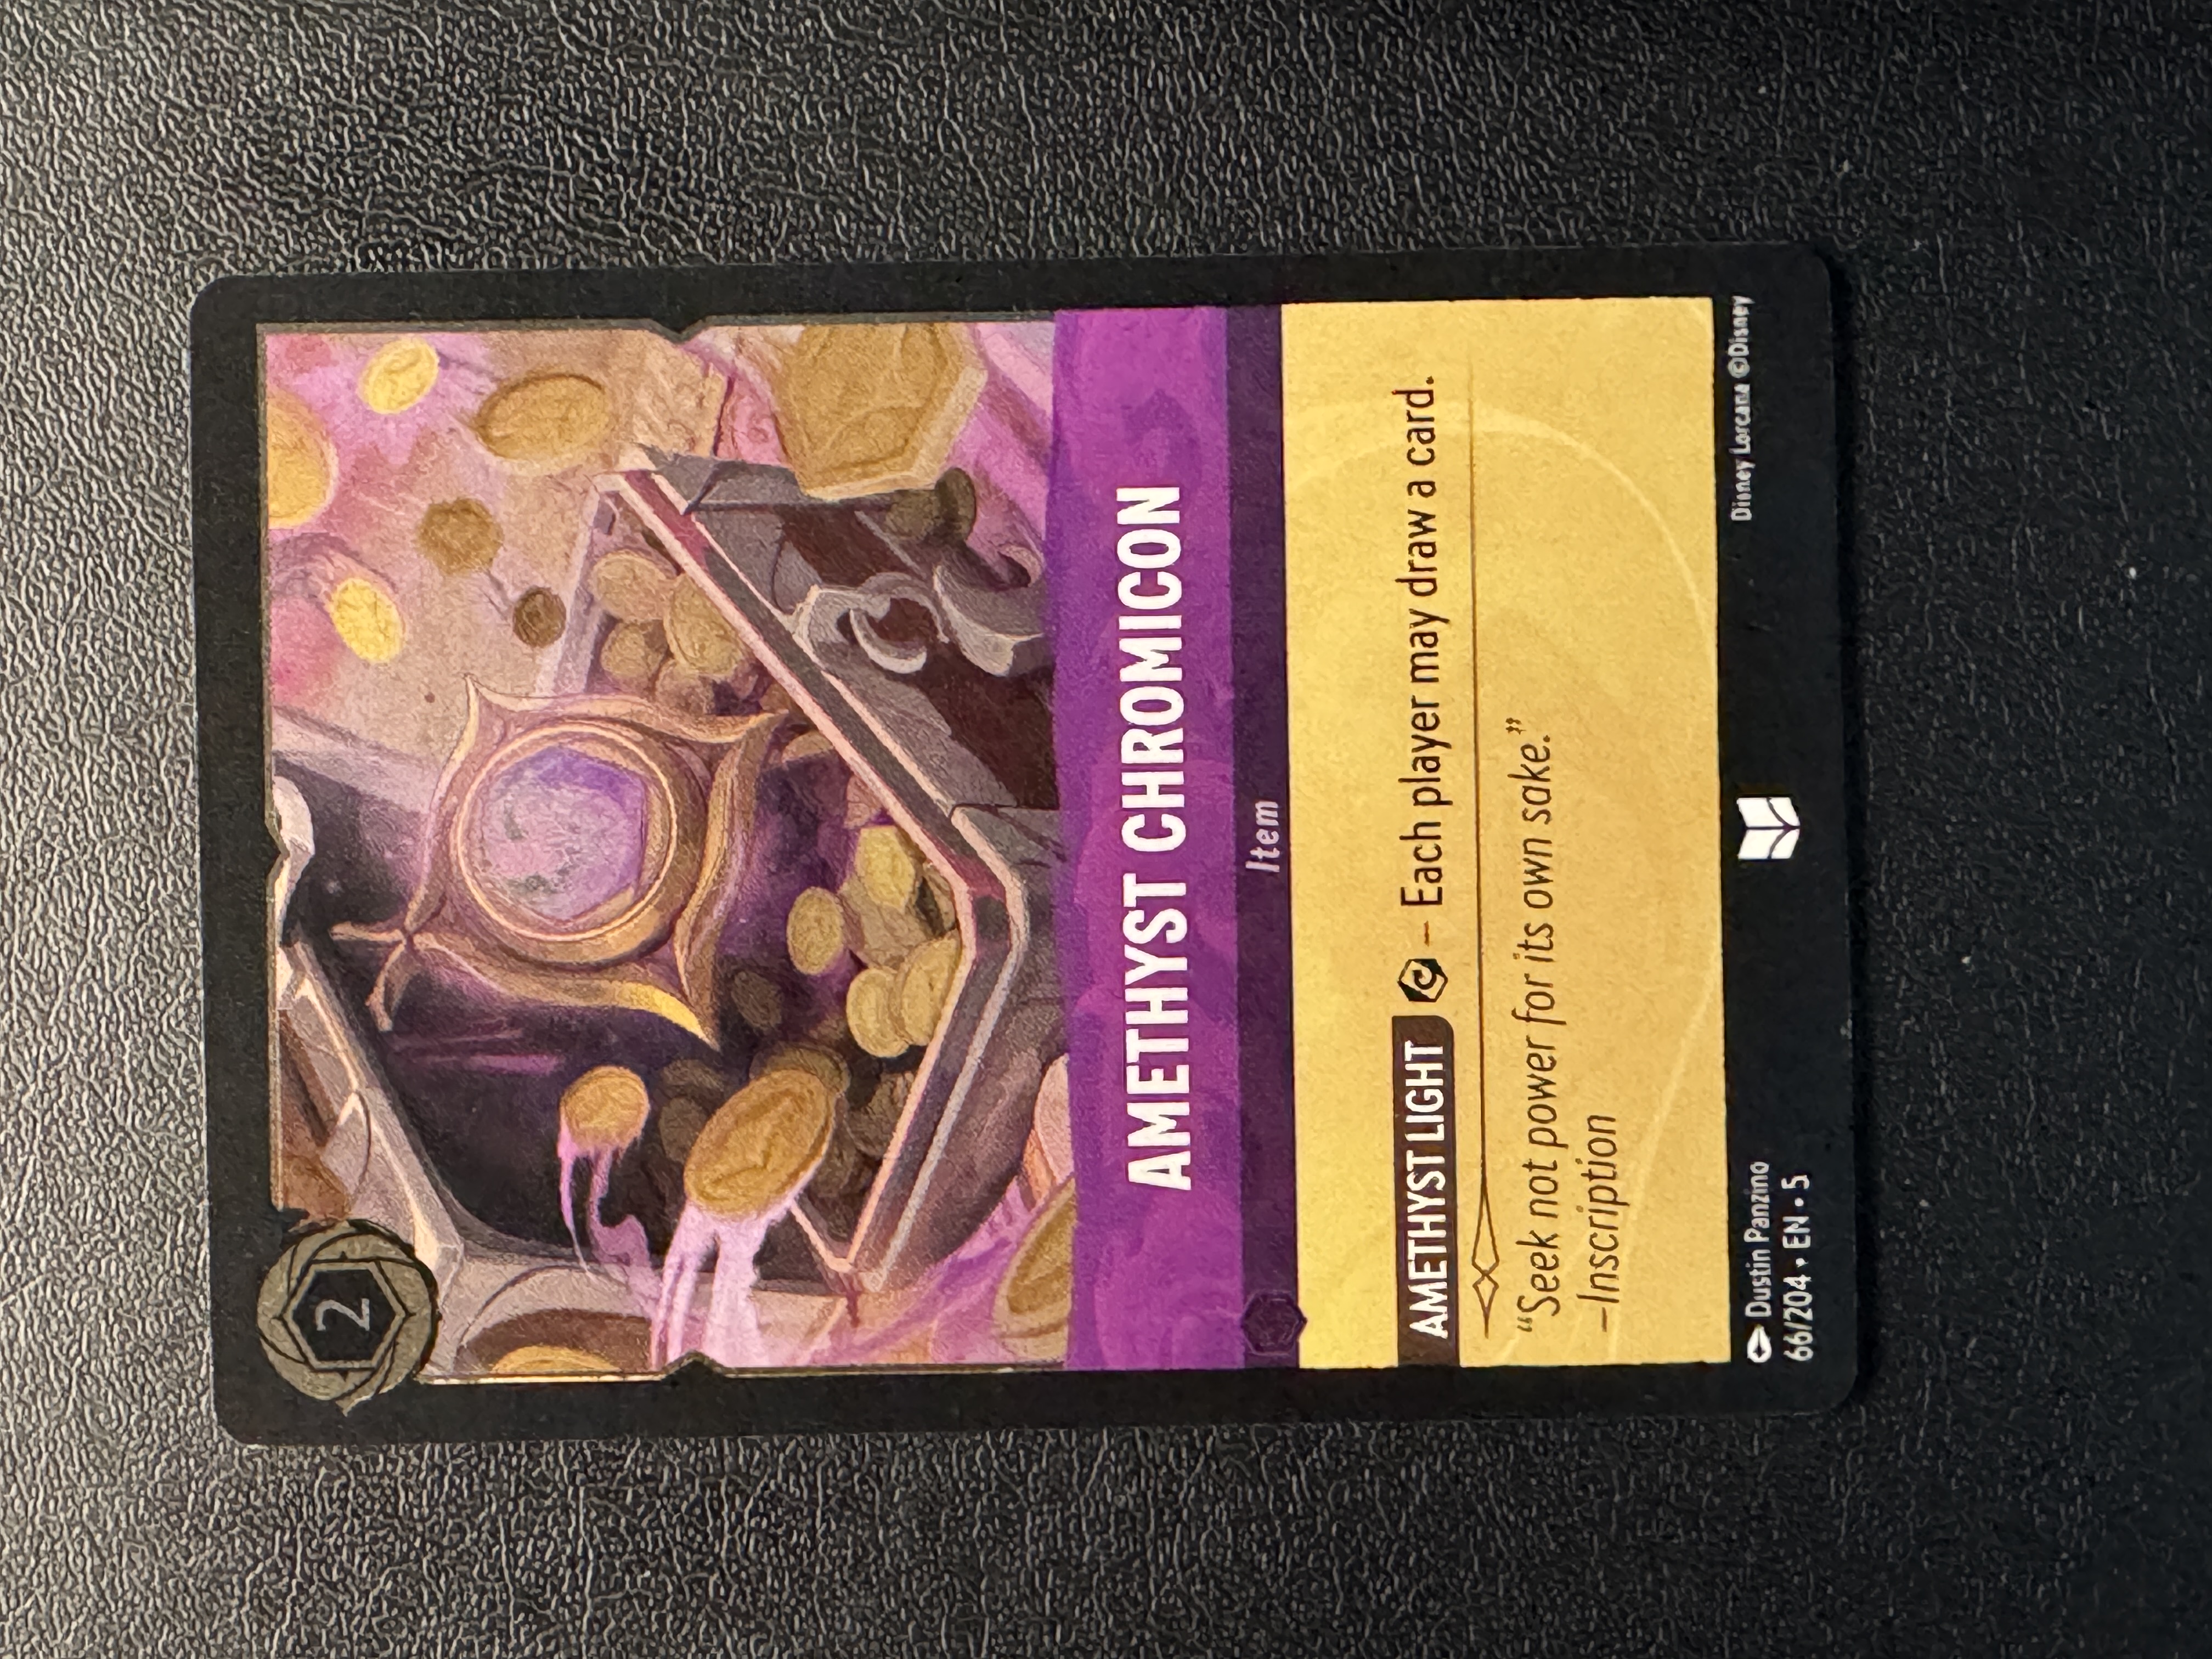 2
AMETHYST CHROMICON
Item
AMETHYST LIGHT – Each player may draw a card.
“Seek not power for its own sake.”
–Inscription
Dustin Panzino
66/204 • EN • 5
Disney Lorcana ©Disney